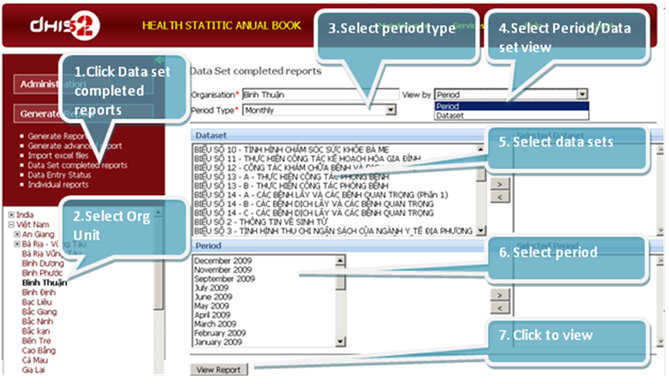 dhis2
HEALTH STATITIC ANUAL BOOK
3.Select period type
4.Select Period/Data
set view
1.Click Data set
completed
reports
Data Set completed reports
Organisation* Bình Thuận
View by Period
Period
Dataset
Period Type* Monthly
Generate Report
Generate advance report
Import excel files
Data Set completed reports
Data Entry Status
Individual reports
Dataset
BIỂU SỐ 10 - TÌNH HÌNH CHĂM SÓC SỨC KHỎE BÀ MẸ
BIỂU SỐ 11 - THỰC HIỆN CÔNG TÁC KẾ HOẠCH HÓA GIA ĐÌNH
BIỂU SỐ 12 - CÔNG TÁC KHÁM CHỮA BỆNH VÀ
BIỂU SỐ 13 - A - THỰC HIỆN CÔNG TÁC PHÒNG BỆNH
BIỂU SỐ 13 - B - THỰC HIỆN CÔNG TÁC PHÒNG BỆNH
BIỂU SỐ 14 - A - CÁC BỆNH LÂY VÀ CÁC BỆNH QUAN TRỌNG (Phần 1)
BIỂU SỐ 14 - B - CÁC BỆNH DỊCH LÂY VÀ CÁC BỆNH QUAN TRỌNG
BIỂU SỐ 14 - C - CÁC BỆNH DỊCH LÂY VÀ CÁC BỆNH QUAN TRỌNG
BIỂU SỐ 2 - THÔNG TIN VỀ SINH TỬ
BIỂU SỐ 3 - TÌNH HÌNH THU CHI NGÂN SÁCH CỦA NGÀNH Y TẾ ĐỊA PHƯƠNG
5. Select data sets
>
<
2.Select Org
Unit
India
Việt Nam
An Giang
Bà Rịa - Vũng Tàu
Bà Rịa Vũng
Bình Dương
Bình Phước
Bình Thuận
Bình Định
Bạc Liêu
Bắc Giang
Bắc Ninh
Bắc kạn
Bến Tre
Cao Bằng
Cà Mau
Gia Lai
Period
December 2009
November 2009
September 2009
July 2009
June 2009
May 2009
April 2009
March 2009
February 2009
January 2009
6. Select period
>
<
7. Click to view
View Report